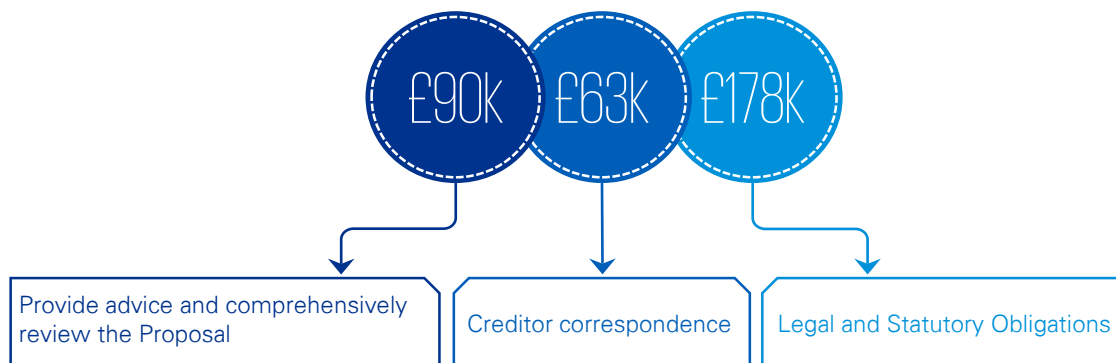 £90k £63k £178k
Provide advice and comprehensively
review the Proposal
Creditor correspondence
Legal and Statutory Obligations